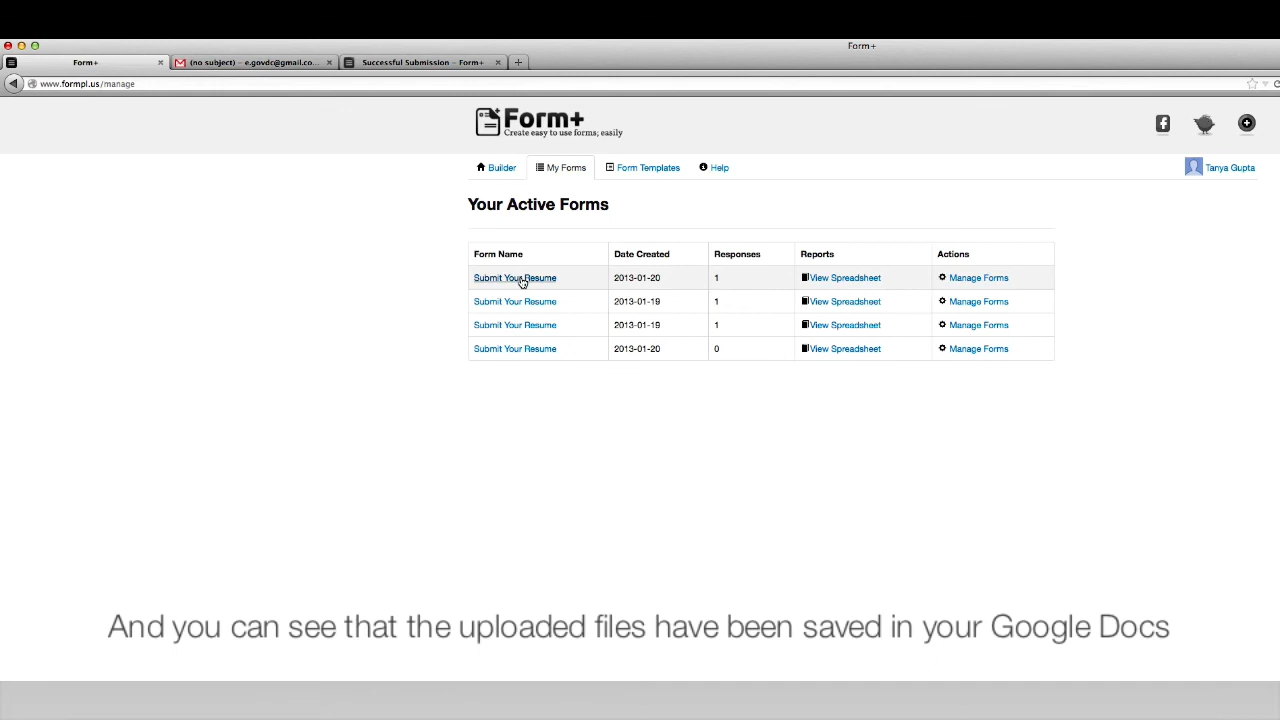 Form+
Form+
(no subject) – e.govdc@gmail.co...
Successful Submission – Form+
www.formpl.us/manage
Form+
Create easy to use forms; easily
Builder
My Forms
Form Templates
Help
Tanya Gupta
Your Active Forms
Form Name Date Created Responses Reports Actions
Submit Your Resume 2013-01-20 1 View Spreadsheet Manage Forms
Submit Your Resume 2013-01-19 1 View Spreadsheet Manage Forms
Submit Your Resume 2013-01-19 1 View Spreadsheet Manage Forms
Submit Your Resume 2013-01-20 0 View Spreadsheet Manage Forms
And you can see that the uploaded files have been saved in your Google Docs